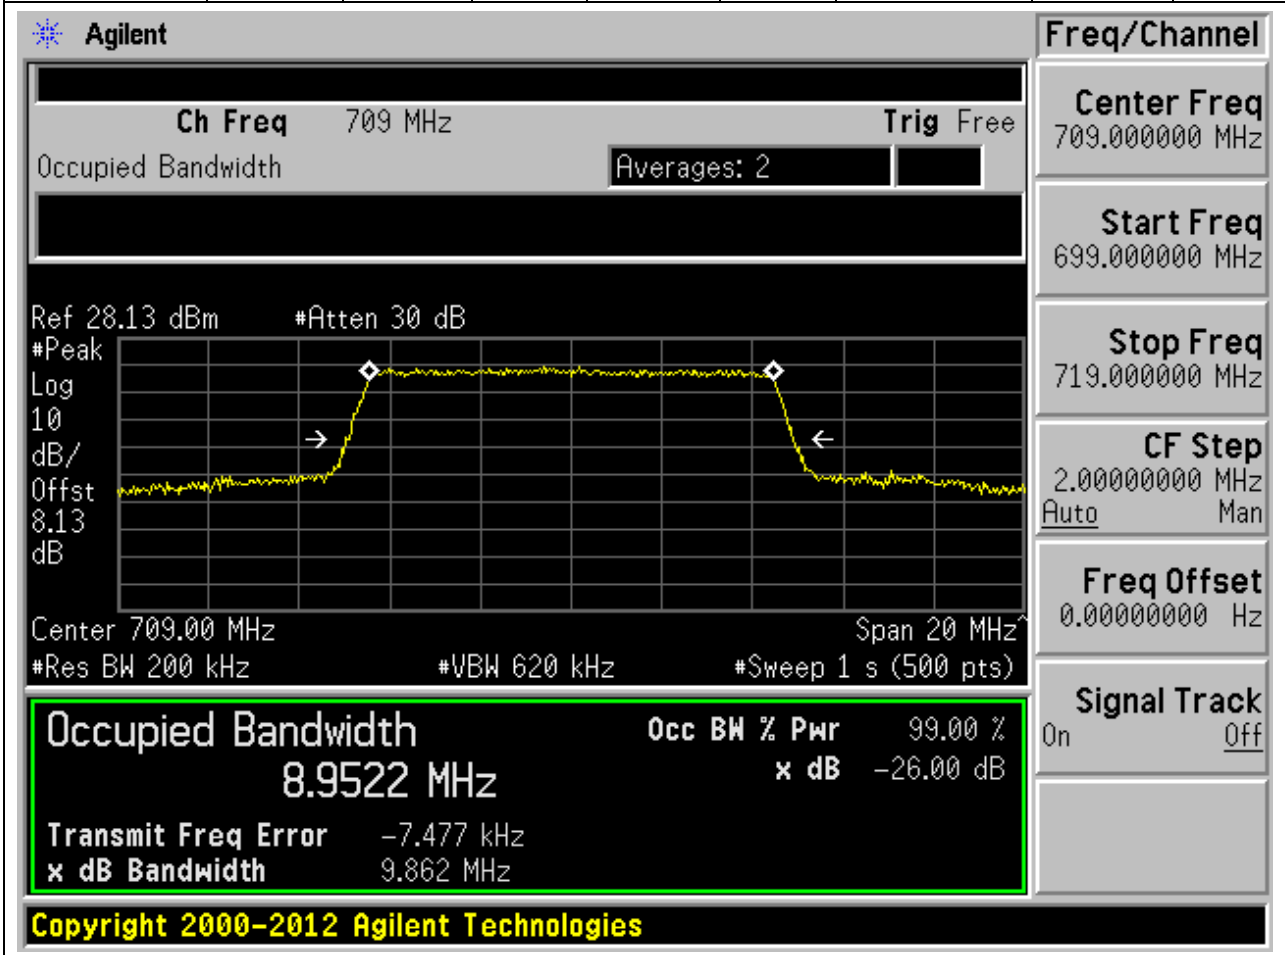 Agilent
Freq/Channel
Ch Freq 709 MHz Trig Free
Occupied Bandwidth Averages: 2
Center Freq
709.000000 MHz
Start Freq
699.000000 MHz
Stop Freq
719.000000 MHz
CF Step
2.00000000 MHz
Auto Man
Freq Offset
0.00000000 Hz
Signal Track
On Off
Ref 28.13 dBm #Atten 30 dB
#Peak
Log
10
dB/
Offst
8.13
dB
Center 709.00 MHz Span 20 MHz^
#Res BW 200 kHz #VBW 620 kHz #Sweep 1 s (500 pts)
Occupied Bandwidth Occ BW % Pwr 99.00 %
8.9522 MHz x dB -26.00 dB
Transmit Freq Error -7.477 kHz
x dB Bandwidth 9.862 MHz
Copyright 2000-2012 Agilent Technologies